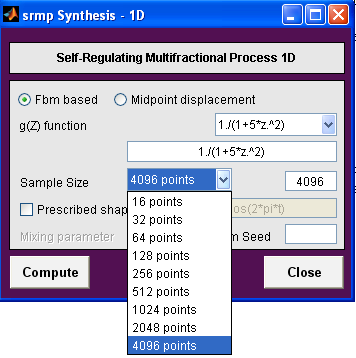 srmp Synthesis - 1D
Self-Regulating Multifractional Process 1D
Fbm based Midpoint displacement
g(Z) function 1./(1+5*z.^2)
1./(1+5*z.^2)
Sample Size 4096 points 4096
Prescribed shap os(2*pi*t)
Mixing parameter m Seed
16 points
32 points
64 points
128 points
256 points
512 points
1024 points
2048 points
4096 points
Compute Close